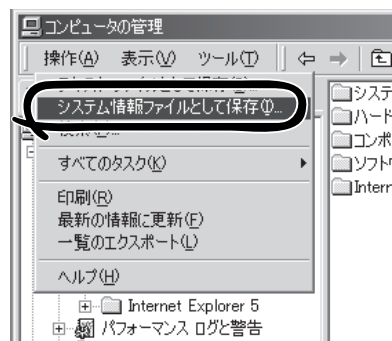 コンピュータの管理
操作(A) 表示(V) ツール(T)
システム情報ファイルとして保存(I)...
すべてのタスク(K)
印刷(R)
最新の情報に更新(F)
一覧のエクスポート(L)
ヘルプ(H)
Internet Explorer 5
パフォーマンス ログと警告
システ
ハード
コンポ
ソフト
Intern